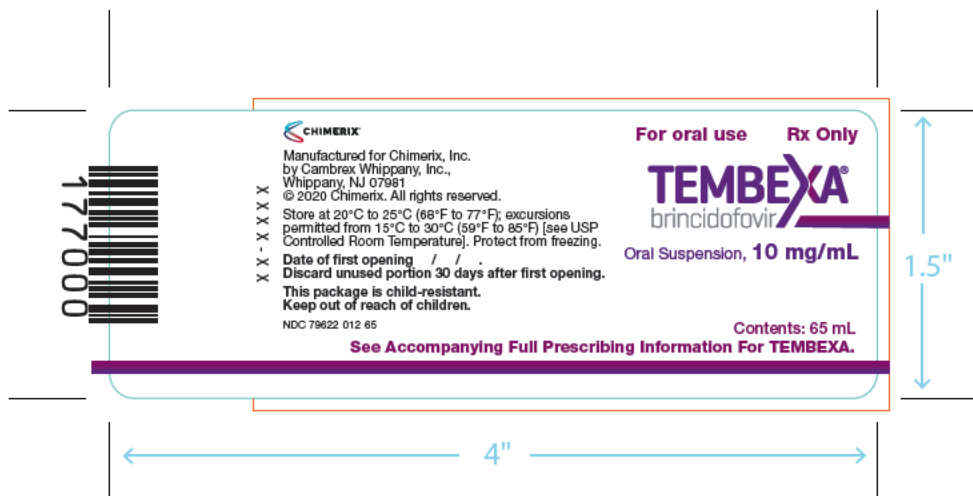 CHIMERIX®
Manufactured for Chimerix, Inc.
by Cambrex Whippany, Inc.,
Whippany, NJ 07981
© 2020 Chimerix. All rights reserved.
Store at 20°C to 25°C (68°F to 77°F); excursions
permitted from 15°C to 30°C (59°F to 85°F) [see USP
Controlled Room Temperature]. Protect from freezing.
Date of first opening / / .
Discard unused portion 30 days after first opening.
This package is child-resistant.
Keep out of reach of children.
NDC 79622 012 65
XX-XX-XXXX
177000
For oral use Rx Only
TEMBEXA®
brincidofovir
Oral Suspension, 10 mg/mL
Contents: 65 mL
See Accompanying Full Prescribing Information For TEMBEXA.
1.5"
4"